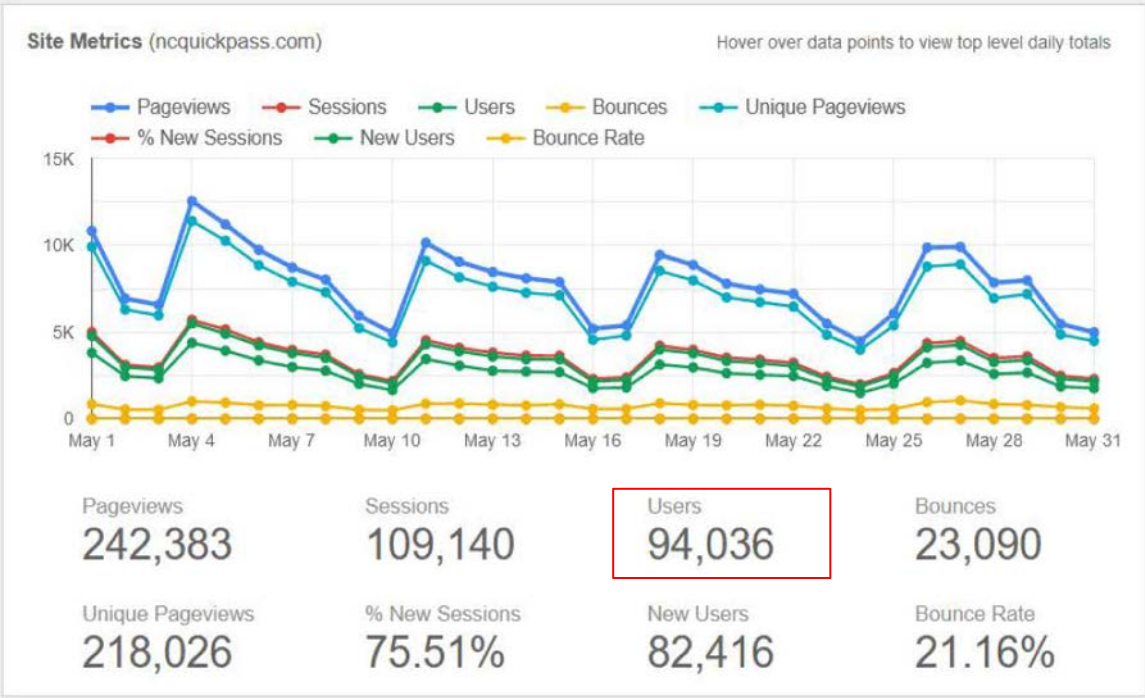 Site Metrics (ncquickpass.com)
Hover over data points to view top level daily totals
Pageviews Sessions Users Bounces Unique Pageviews
% New Sessions New Users Bounce Rate
15K
10K
5K
0
May 1 May 4 May 7 May 10 May 13 May 16 May 19 May 22 May 25 May 28 May 31
Pageviews Sessions Users Bounces
242,383 109,140 94,036 23,090
Unique Pageviews % New Sessions New Users Bounce Rate
218,026 75.51% 82,416 21.16%